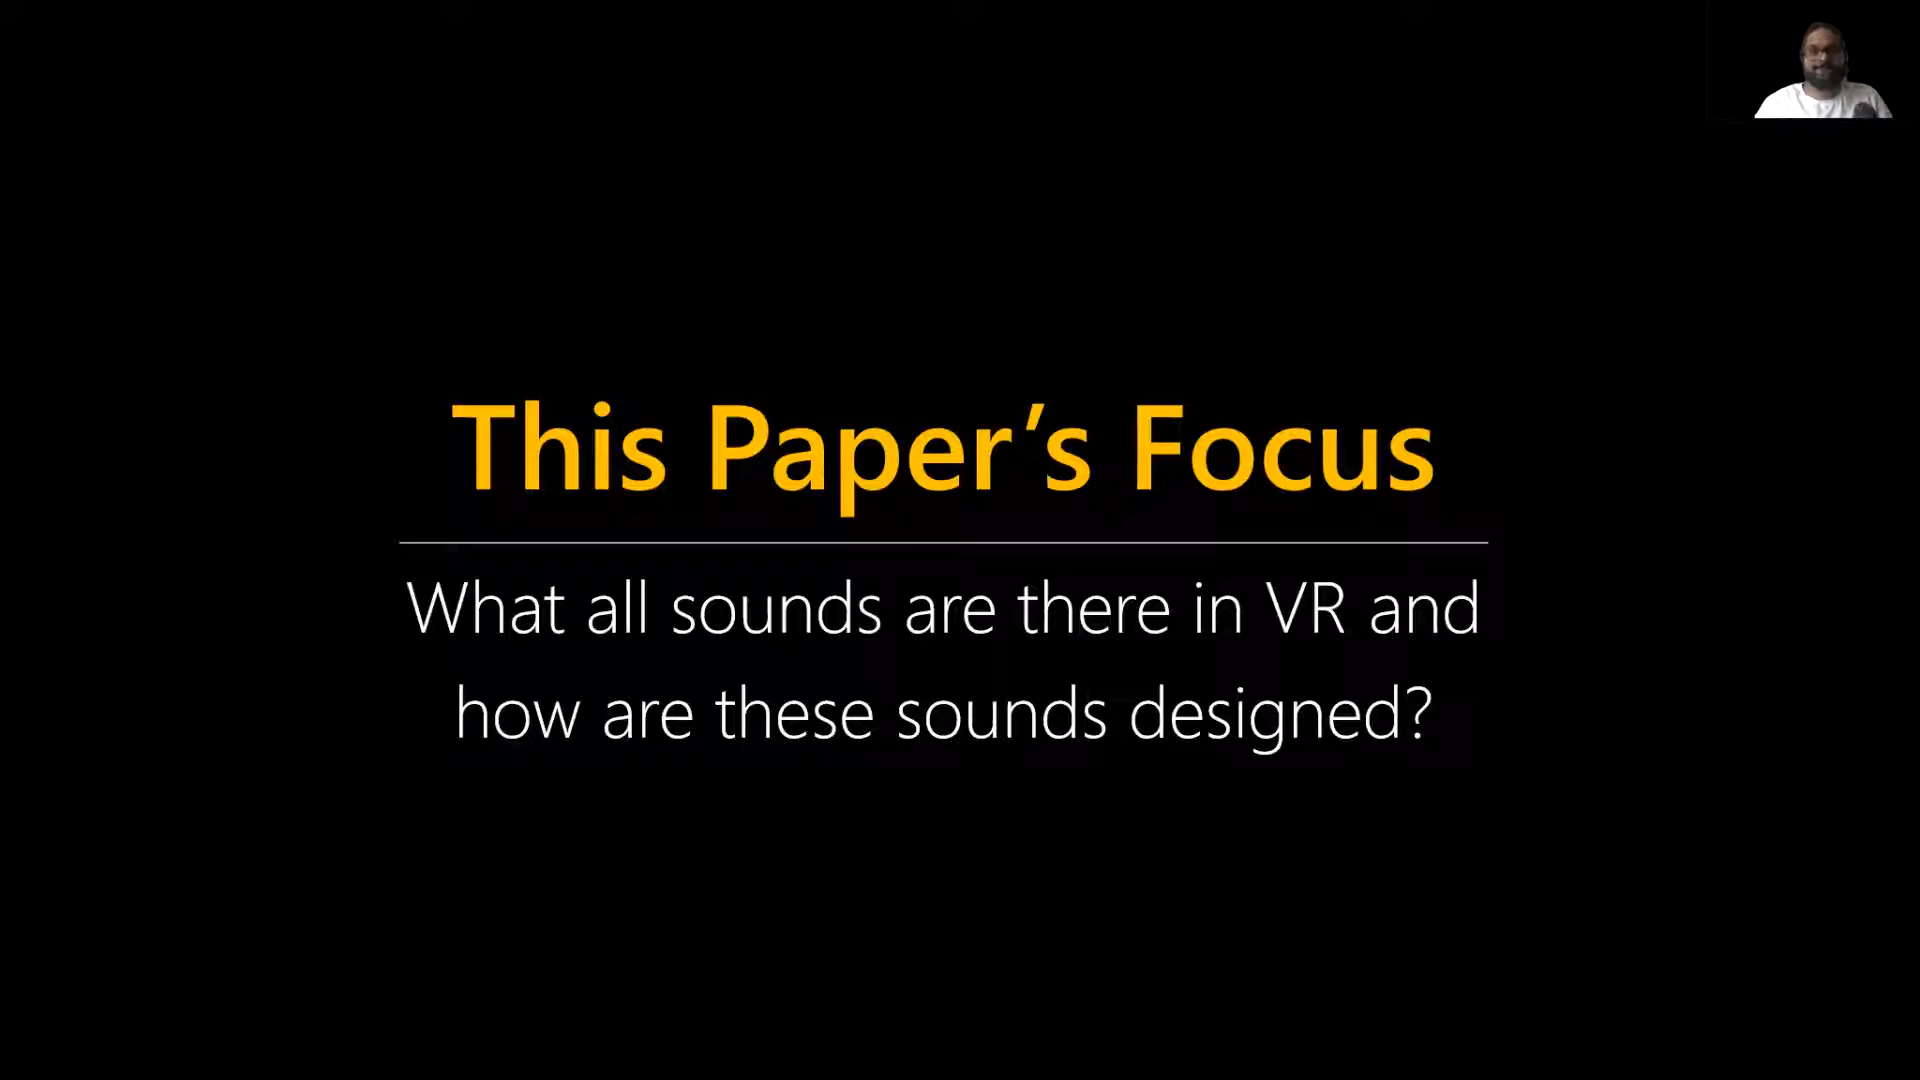 This Paper’s Focus
What all sounds are there in VR and
how are these sounds designed?